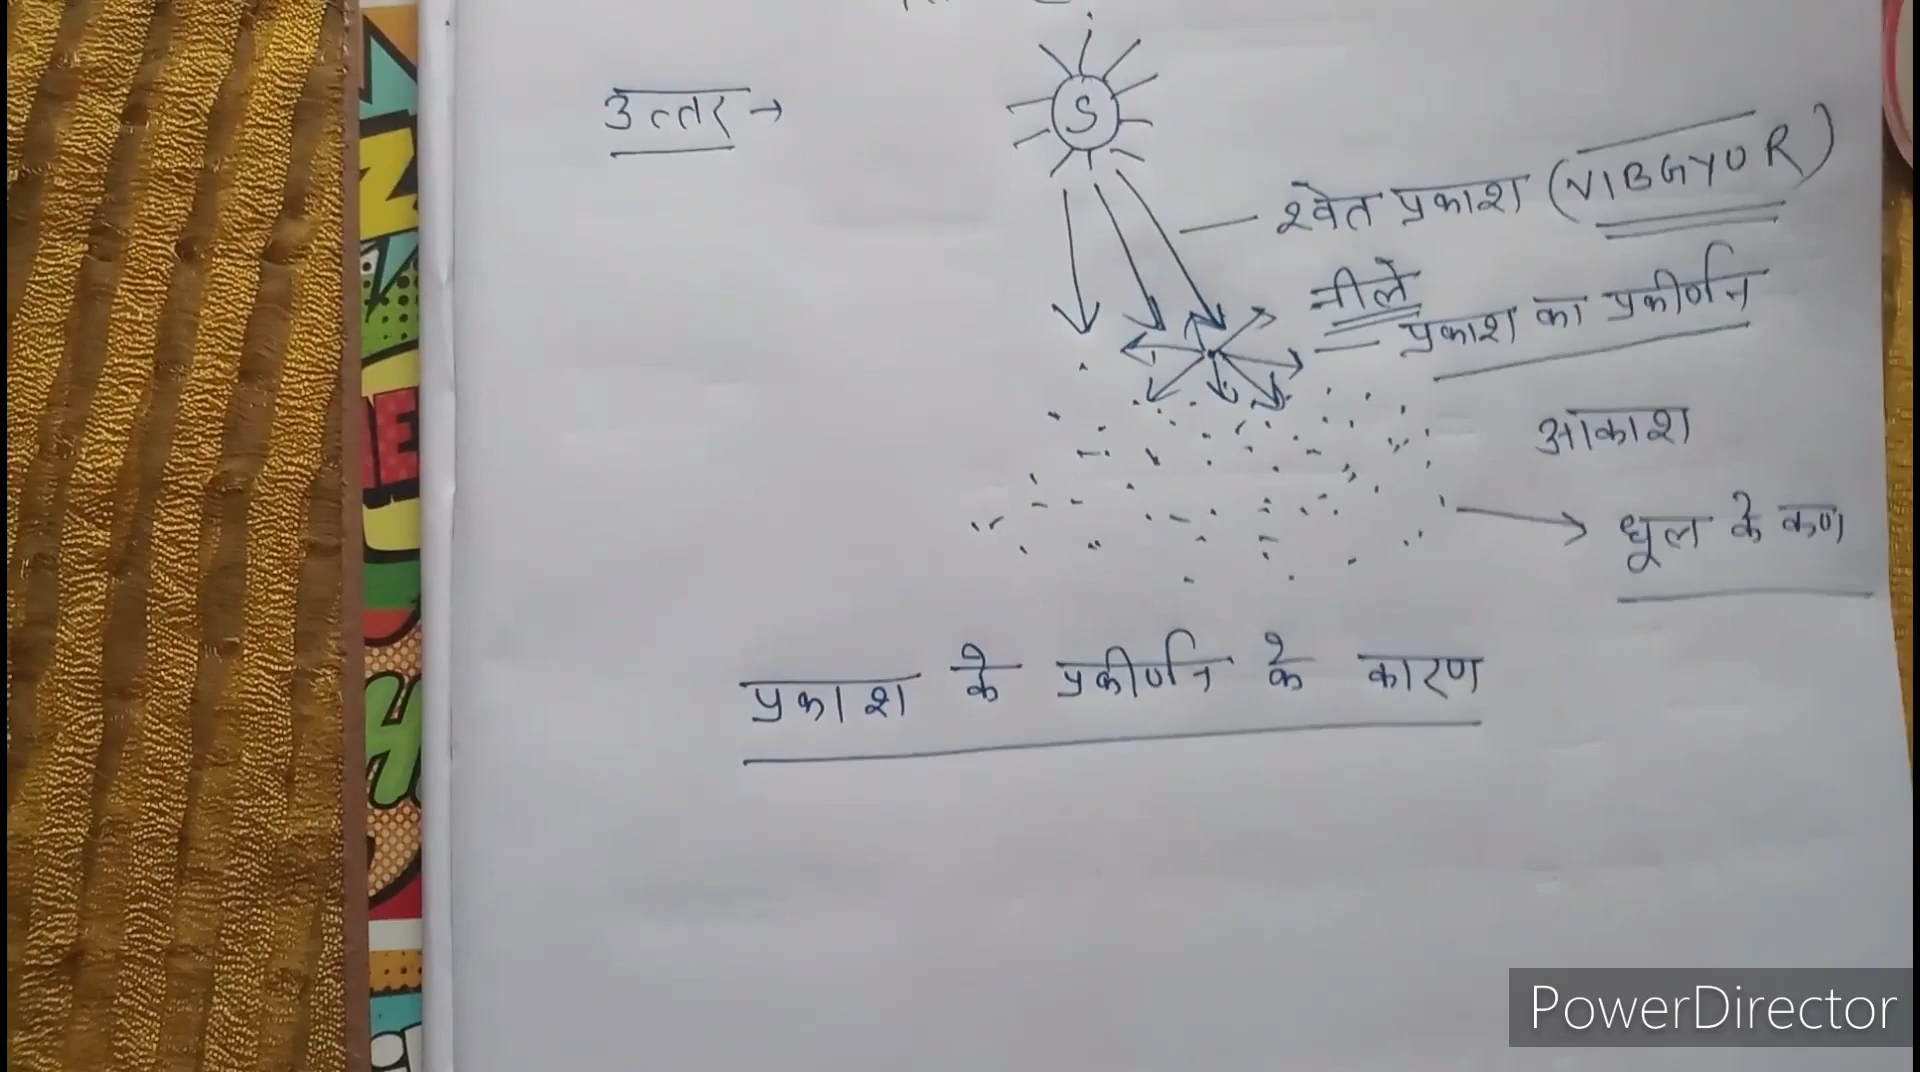 उत्तर →
S
श्वेत प्रकाश (VIBGYOR)
नीले
प्रकाश का प्रकीर्णन
आकाश
धूल के कण
प्रकाश के प्रकीर्णन के कारण
PowerDirector